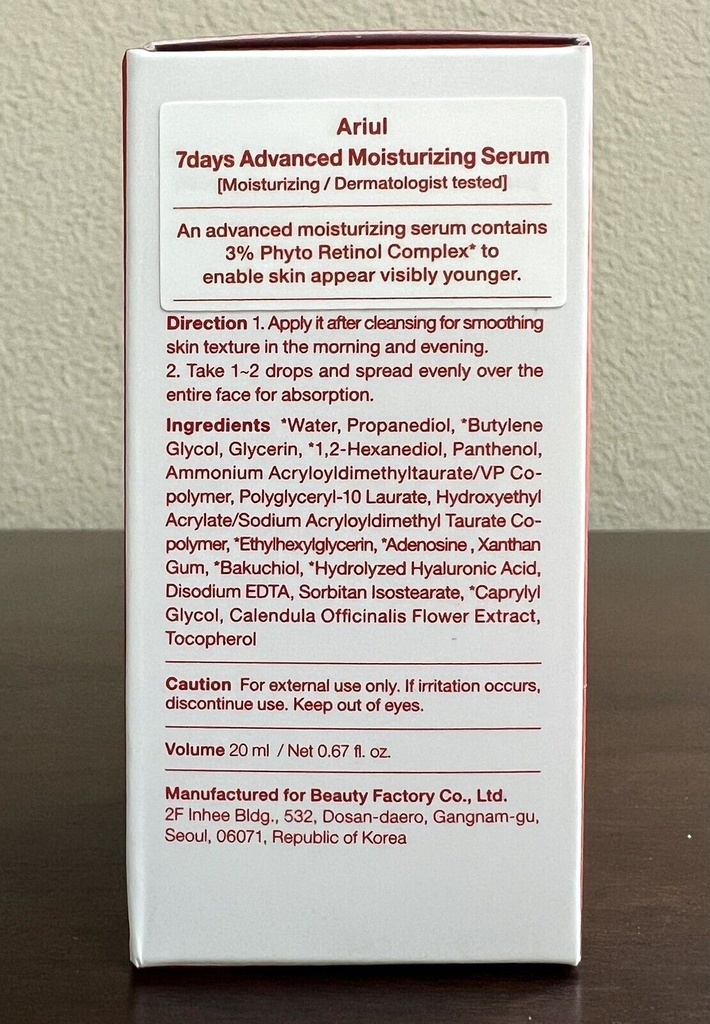 Ariul
7days Advanced Moisturizing Serum
[Moisturizing / Dermatologist tested]
An advanced moisturizing serum contains
3% Phyto Retinol Complex* to
enable skin appear visibly younger.
Direction 1. Apply it after cleansing for smoothing
skin texture in the morning and evening.
2. Take 1~2 drops and spread evenly over the
entire face for absorption.
Ingredients *Water, Propanediol, *Butylene
Glycol, Glycerin, *1,2-Hexanediol, Panthenol,
Ammonium Acryloyldimethyltaurate/VP Co-
polymer, Polyglyceryl-10 Laurate, Hydroxyethyl
Acrylate/Sodium Acryloyldimethyl Taurate Co-
polymer, *Ethylhexylglycerin, *Adenosine , Xanthan
Gum, *Bakuchiol, *Hydrolyzed Hyaluronic Acid,
Disodium EDTA, Sorbitan Isostearate, *Caprylyl
Glycol, Calendula Officinalis Flower Extract,
Tocopherol
Caution For external use only. If irritation occurs,
discontinue use. Keep out of eyes.
Volume 20 ml / Net 0.67 fl. oz.
Manufactured for Beauty Factory Co., Ltd.
2F Inhee Bldg., 532, Dosan-daero, Gangnam-gu,
Seoul, 06071, Republic of Korea